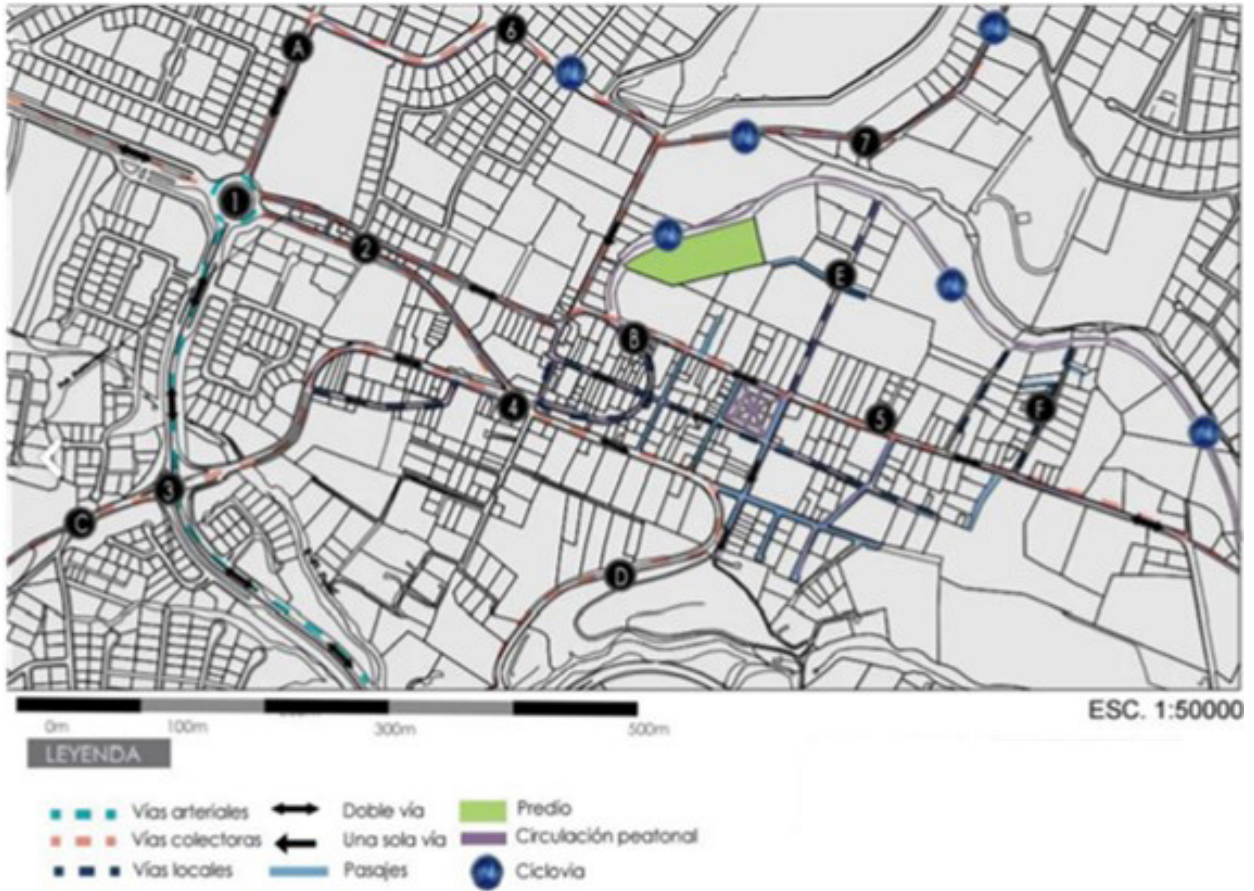 A
6
7
1
2
E
B
4
5
F
3
C
D
ESC. 1:50000
0m 100m 300m 500m
LEYENDA
Vías arteriales Doble vía Predio
Vías colectoras Una sola vía Circulación peatonal
Vías locales Pasajes Ciclovia